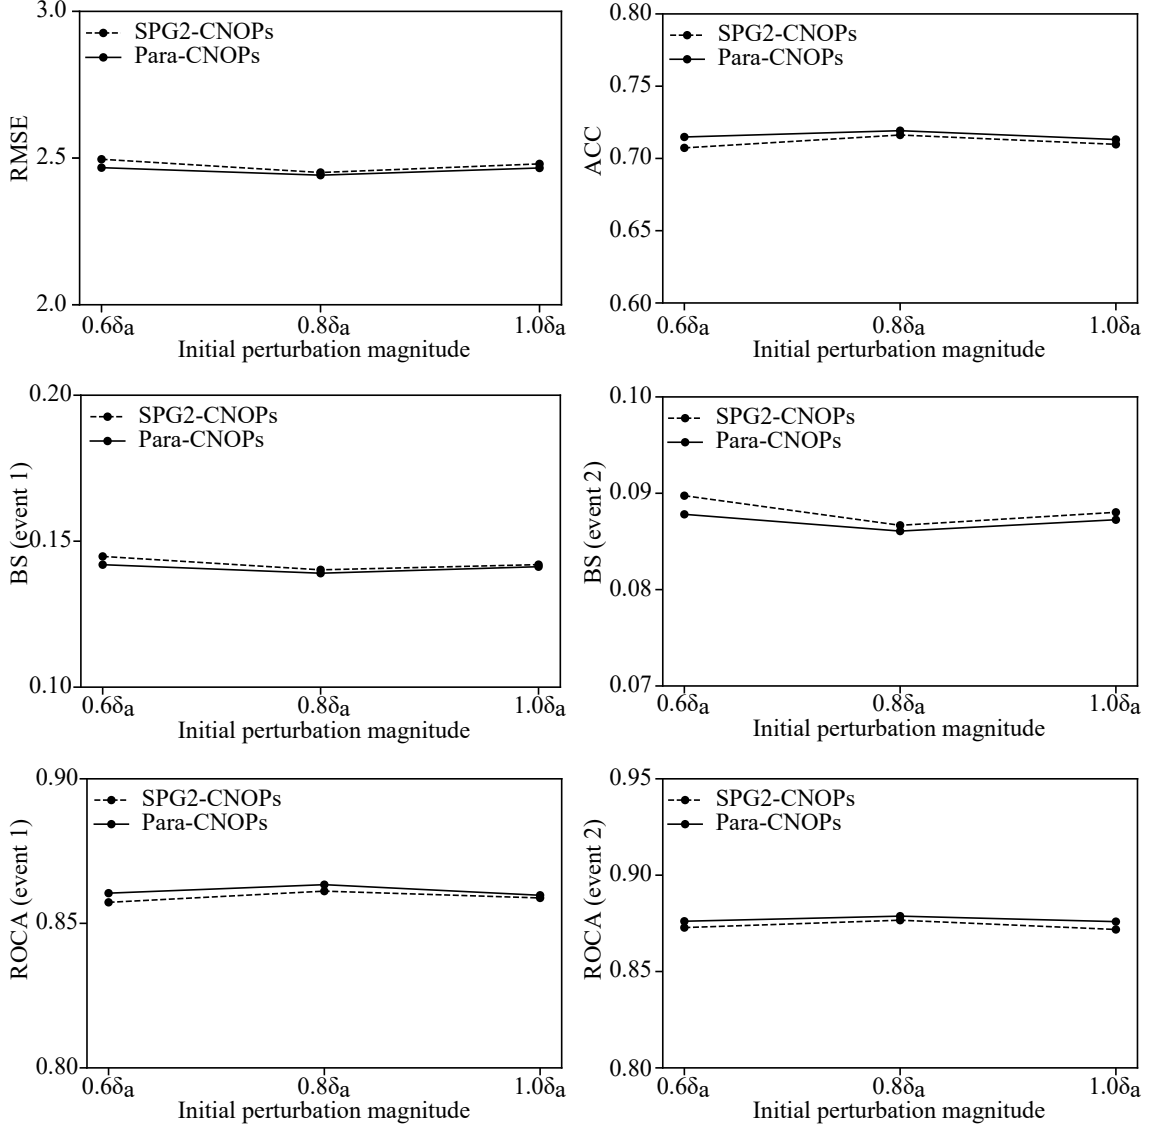 3.0
SPG2-CNOPs
Para-CNOPs
2.5
2.0
RMSE
0.6δa
0.8δa
1.0δa
Initial perturbation magnitude
0.80
SPG2-CNOPs
Para-CNOPs
0.75
0.70
0.65
0.60
ACC
0.6δa
0.8δa
1.0δa
Initial perturbation magnitude
0.20
SPG2-CNOPs
Para-CNOPs
0.15
0.10
BS (event 1)
0.6δa
0.8δa
1.0δa
Initial perturbation magnitude
0.10
SPG2-CNOPs
Para-CNOPs
0.09
0.08
0.07
BS (event 2)
0.6δa
0.8δa
1.0δa
Initial perturbation magnitude
0.90
SPG2-CNOPs
Para-CNOPs
0.85
0.80
ROCA (event 1)
0.6δa
0.8δa
1.0δa
Initial perturbation magnitude
0.95
SPG2-CNOPs
Para-CNOPs
0.90
0.85
0.80
ROCA (event 2)
0.6δa
0.8δa
1.0δa
Initial perturbation magnitude